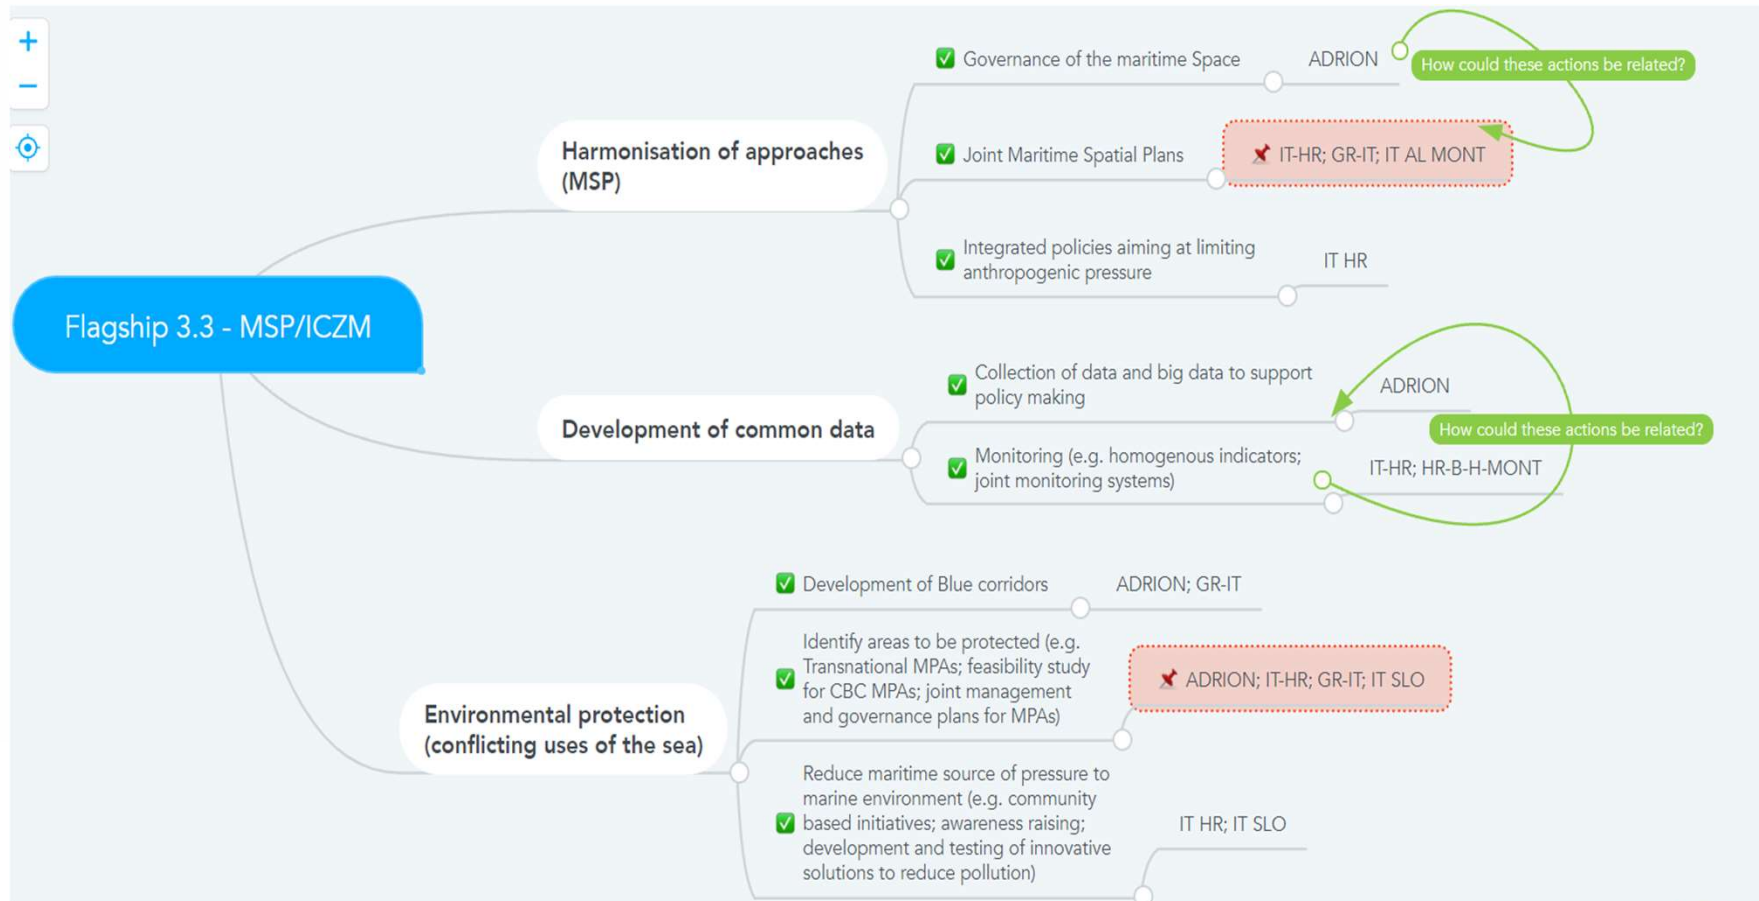 Flagship 3.3 - MSP/ICZM
Harmonisation of approaches
(MSP)
Governance of the maritime Space
ADRION
How could these actions be related?
Joint Maritime Spatial Plans
IT-HR; GR-IT; IT AL MONT
Integrated policies aiming at limiting
anthropogenic pressure
IT HR
Development of common data
Collection of data and big data to support
policy making
ADRION
How could these actions be related?
Monitoring (e.g. homogenous indicators;
joint monitoring systems)
IT-HR; HR-B-H-MONT
Environmental protection
(conflicting uses of the sea)
Development of Blue corridors
ADRION; GR-IT
Identify areas to be protected (e.g.
Transnational MPAs; feasibility study
for CBC MPAs; joint management
and governance plans for MPAs)
ADRION; IT-HR; GR-IT; IT SLO
Reduce maritime source of pressure to
marine environment (e.g. community
based initiatives; awareness raising;
development and testing of innovative
solutions to reduce pollution)
IT HR; IT SLO